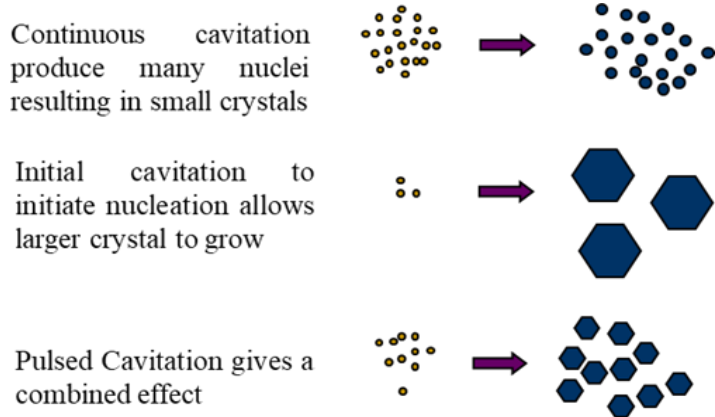 Continuous cavitation
produce many nuclei
resulting in small crystals
Initial cavitation to
initiate nucleation allows
larger crystal to grow
Pulsed Cavitation gives a
combined effect